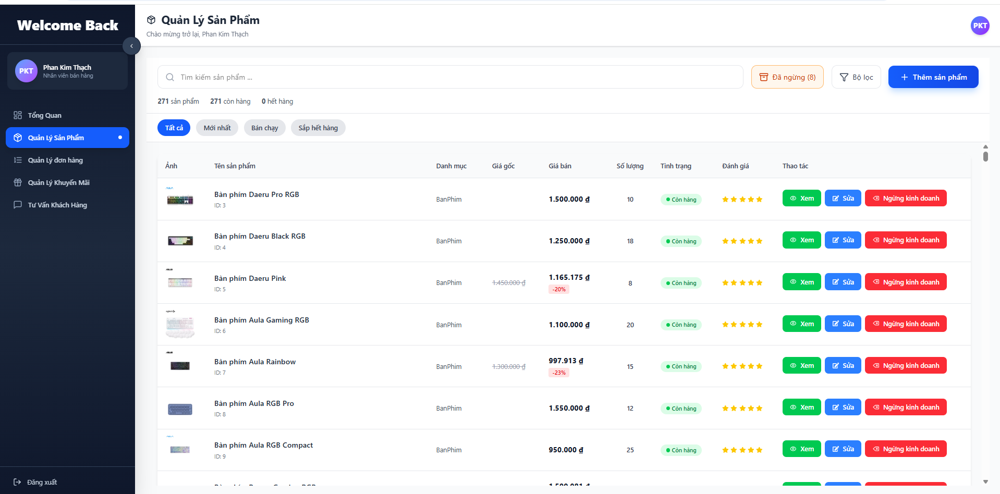 Welcome Back
PKT
Phan Kim Thạch
Nhân viên bán hàng
Tổng Quan
Quản Lý Sản Phẩm
Quản Lý đơn hàng
Quản Lý Khuyến Mãi
Tư Vấn Khách Hàng
Đăng xuất
Quản Lý Sản Phẩm
Chào mừng trở lại, Phan Kim Thạch
PKT
Tìm kiếm sản phẩm ...
Đã ngừng (8)
Bộ lọc
Thêm sản phẩm
271 sản phẩm 271 còn hàng 0 hết hàng
Tất cả Mới nhất Bán chạy Sắp hết hàng
Ảnh Tên sản phẩm Danh mục Giá gốc Giá bán Số lượng Tình trạng Đánh giá Thao tác
Bàn phím Daeru Pro RGB
ID: 3
BanPhim 1.500.000 ₫ 10 Còn hàng Xem Sửa Ngừng kinh doanh
Bàn phím Daeru Black RGB
ID: 4
BanPhim 1.250.000 ₫ 18 Còn hàng Xem Sửa Ngừng kinh doanh
Bàn phím Daeru Pink
ID: 5
BanPhim 1.450.000 ₫ 1.165.175 ₫ -20% 8 Còn hàng Xem Sửa Ngừng kinh doanh
Bàn phím Aula Gaming RGB
ID: 6
BanPhim 1.100.000 ₫ 20 Còn hàng Xem Sửa Ngừng kinh doanh
Bàn phím Aula Rainbow
ID: 7
BanPhim 1.300.000 ₫ 997.913 ₫ -23% 15 Còn hàng Xem Sửa Ngừng kinh doanh
Bàn phím Aula RGB Pro
ID: 8
BanPhim 1.550.000 ₫ 12 Còn hàng Xem Sửa Ngừng kinh doanh
Bàn phím Aula RGB Compact
ID: 9
BanPhim 950.000 ₫ 25 Còn hàng Xem Sửa Ngừng kinh doanh